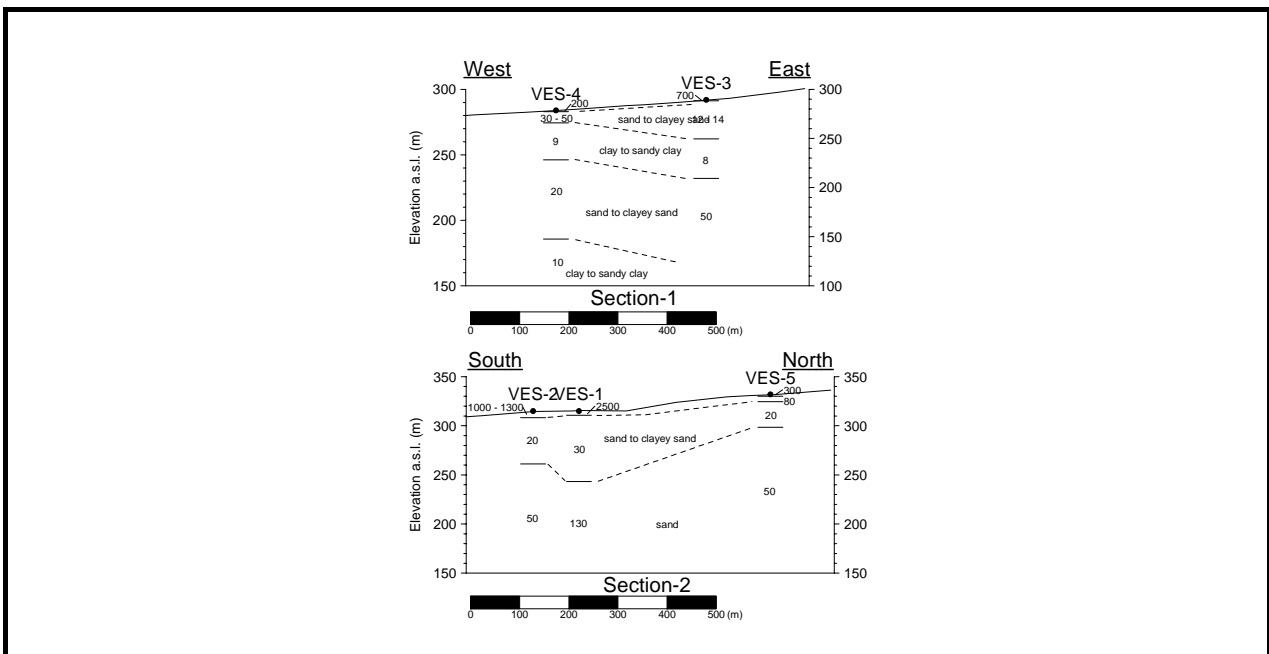 West East
VES-4 VES-3
300 200 700 300
30 - 50 sand to clayey sand 12 - 14
250 9 clay to sandy clay 8 250
20 200
200 sand to clayey sand 50
150
10 clay to sandy clay
150 100
Elevation a.s.l. (m)
Section-1
0 100 200 300 400 500 (m)
South North
VES-2 VES-1 VES-5
350 350
1000 - 1300 2500 300
80
300 20 30 sand to clayey sand 20 300
250 250
50 130 sand 50
200 200
150 150
Elevation a.s.l. (m)
Section-2
0 100 200 300 400 500 (m)